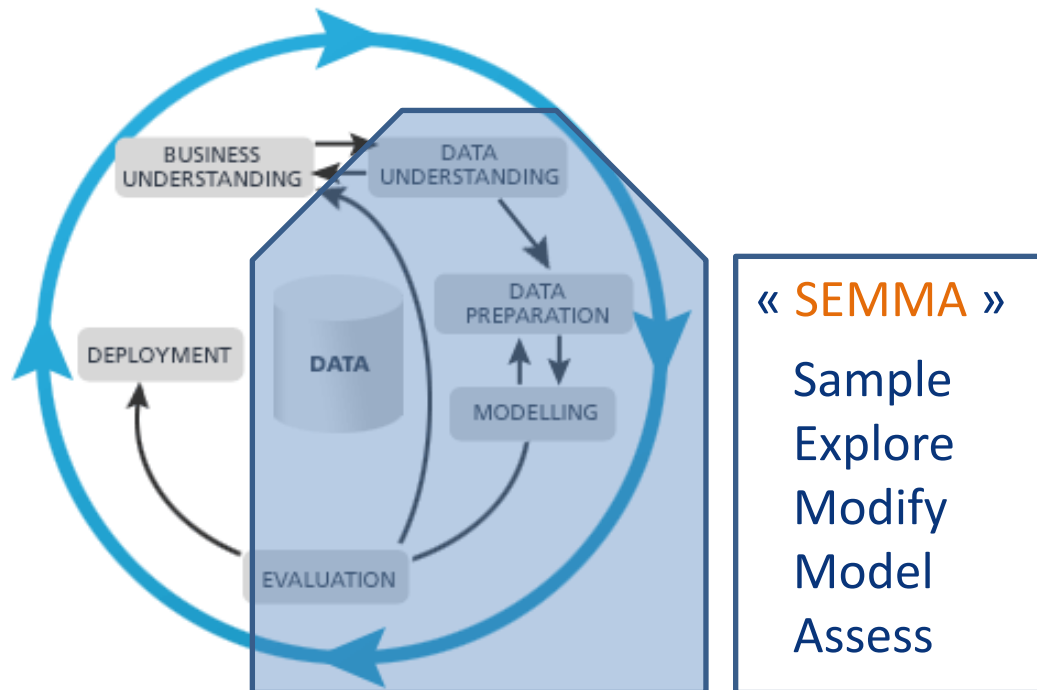 BUSINESS
UNDERSTANDING
DATA
UNDERSTANDING
DATA
PREPARATION
DEPLOYMENT
DATA
MODELLING
EVALUATION
« SEMMA »
Sample
Explore
Modify
Model
Assess